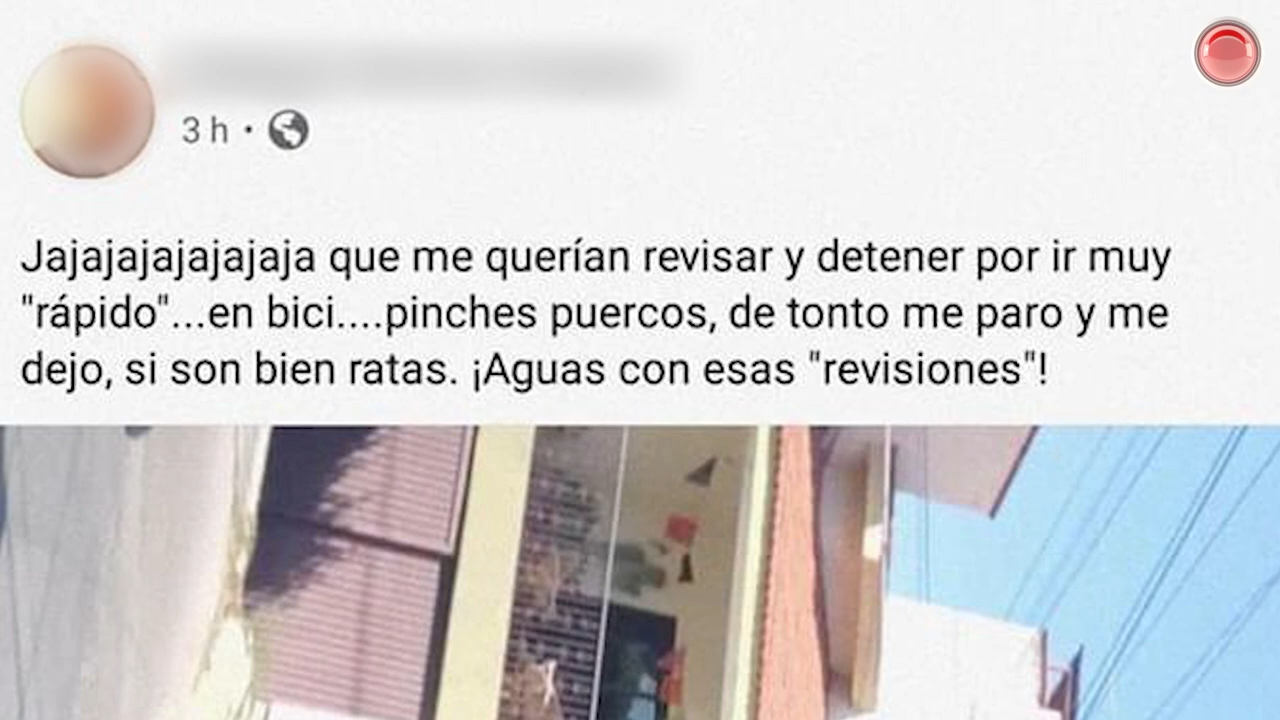 3 h ·
Jajajajajajajaja que me querían revisar y detener por ir muy
"rápido"...en bici....pinches puercos, de tonto me paro y me
dejo, si son bien ratas. ¡Aguas con esas "revisiones"!